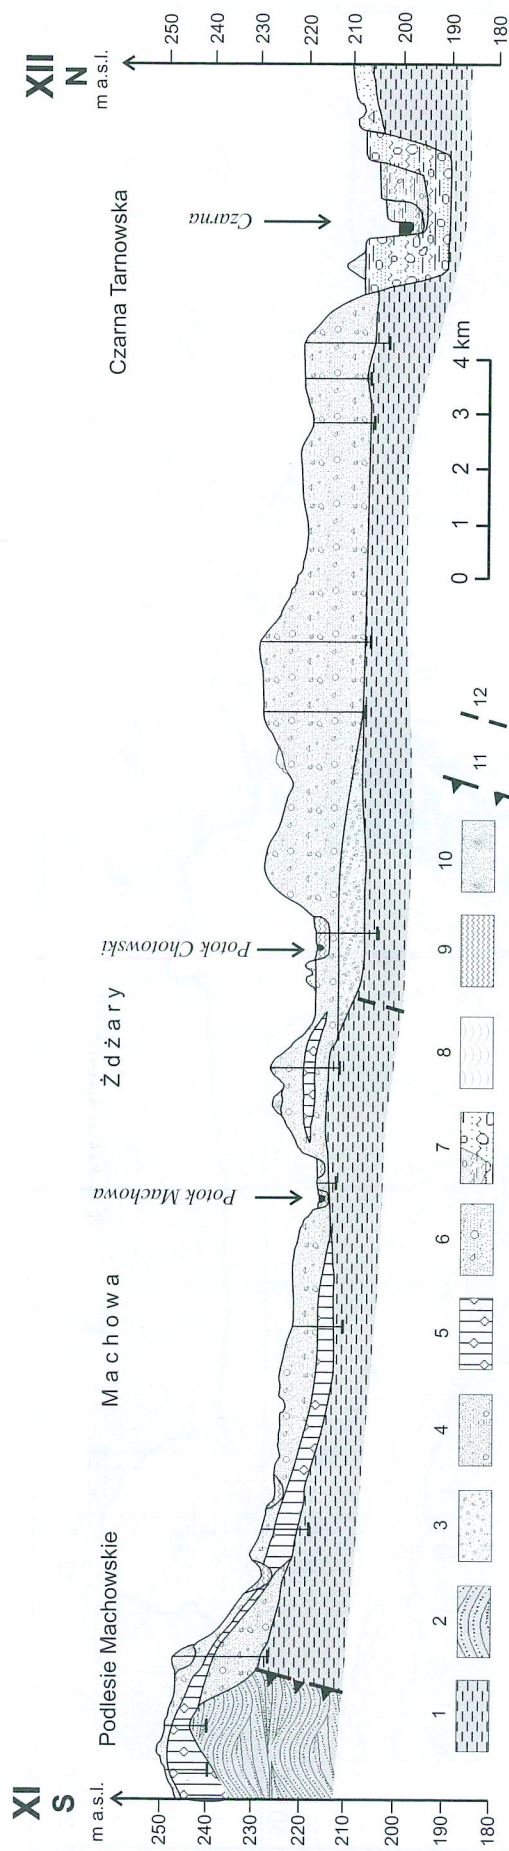 XI
S
m a.s.l.
250
240
230
220
210
200
190
180
Podlesie Machowskie
Machowa
Potok Machowa
Żdżary
Potok Chotowski
Czarna Tarnowska
Czarna
XII
N
m a.s.l.
250
240
230
220
210
200
190
180
0 1 2 3 4 km
1 2 3 4 5 6 7 8 9 10 11 12